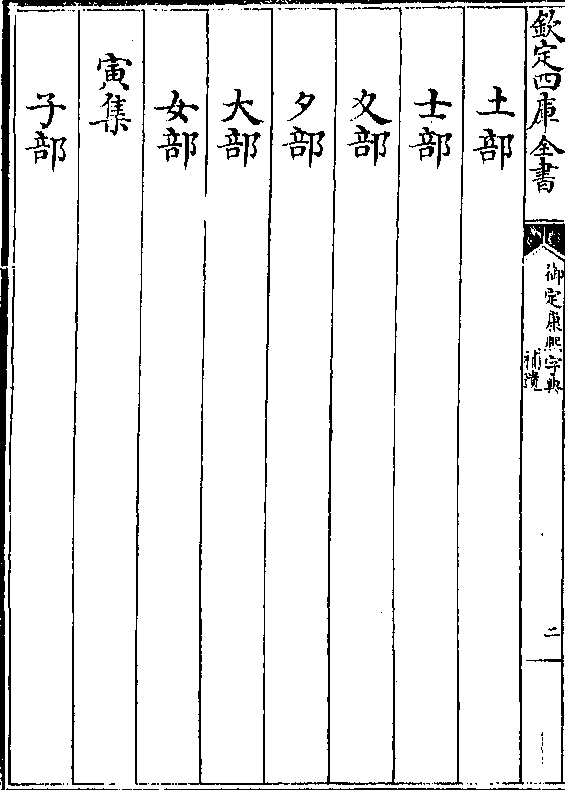 欽定四庫全書
御定康熙字典
補遺
二
土部
士部
夊部
夕部
大部
女部
寅集
子部